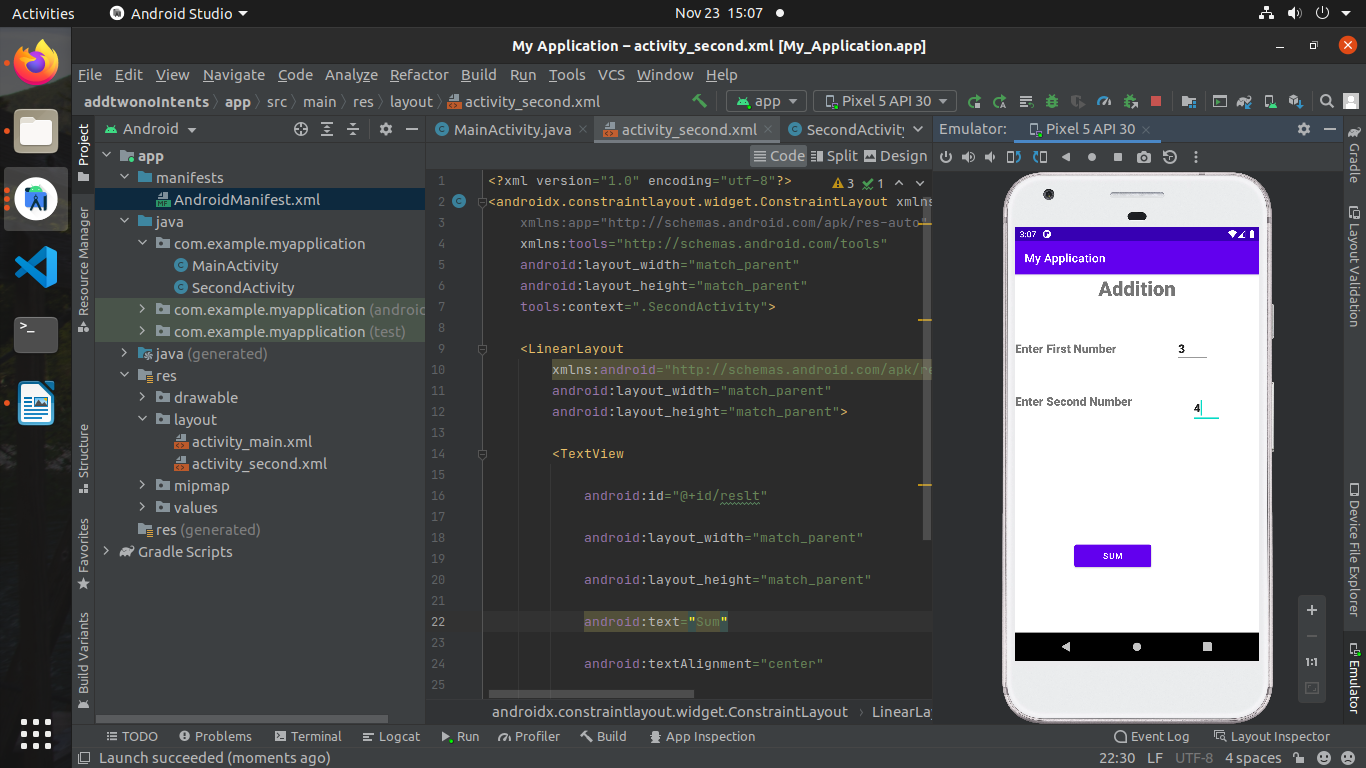 Activities Android Studio Nov 23 15:07
My Application – activity_second.xml [My_Application.app]
File Edit View Navigate Code Analyze Refactor Build Run Tools VCS Window Help
addtwonoIntents app src main res layout activity_second.xml app Pixel 5 API 30
Project
Resource Manager
Structure
Favorites
Build Variants
Android
app
manifests
AndroidManifest.xml
java
com.example.myapplication
MainActivity
SecondActivity
com.example.myapplication (androic
com.example.myapplication (test)
java (generated)
res
drawable
layout
activity_main.xml
activity_second.xml
mipmap
values
res (generated)
Gradle Scripts
MainActivity.java activity_second.xml SecondActivity
Code Split Design
3 1
1 <?xml version="1.0" encoding="utf-8"?>
2 <androidx.constraintlayout.widget.ConstraintLayout xmlns
3 xmlns:app="http://schemas.android.com/apk/res-auto"
4 xmlns:tools="http://schemas.android.com/tools"
5 android:layout_width="match_parent"
6 android:layout_height="match_parent"
7 tools:context=".SecondActivity">
8
9 <LinearLayout
10 xmlns:android="http://schemas.android.com/apk/re
11 android:layout_width="match_parent"
12 android:layout_height="match_parent">
13
14 <TextView
15
16 android:id="@+id/reslt"
17
18 android:layout_width="match_parent"
19
20 android:layout_height="match_parent"
21
22 android:text="Sum"
23
24 android:textAlignment="center"
25
androidx.constraintlayout.widget.ConstraintLayout LinearLa
Emulator: Pixel 5 API 30
3:07
My Application
Addition
Enter First Number 3
Enter Second Number 4
SUM
1:1
Gradle
Layout Validation
Device File Explorer
Emulator
TODO Problems Terminal Logcat Run Profiler Build App Inspection Event Log Layout Inspector
Launch succeeded (moments ago) 22:30 LF UTF-8 4 spaces